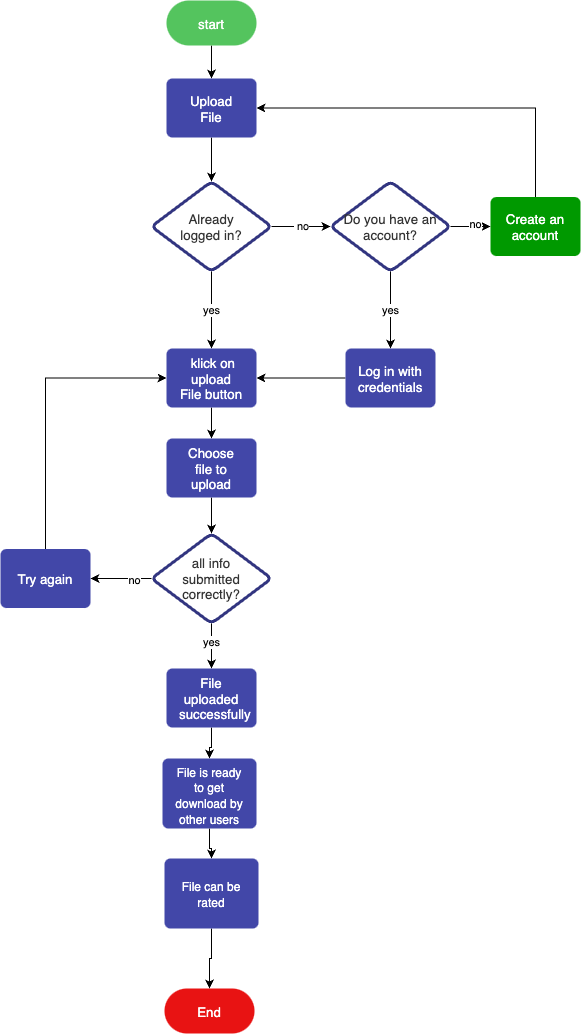 start
Upload
File
Already
logged in?
no
Do you have an
account?
no
Create an
account
yes
yes
klick on
upload
File button
Log in with
credentials
Choose
file to
upload
all info
submitted
correctly?
no
Try again
yes
File
uploaded
successfully
File is ready
to get
download by
other users
File can be
rated
End